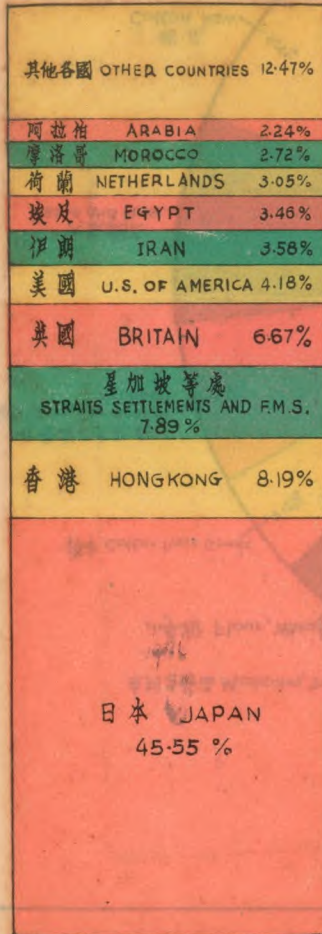 其他各國 OTHER COUNTRIES 12.47%
阿拉伯 ARABIA 2.24%
摩洛哥 MOROCCO 2.72%
荷蘭 NETHERLANDS 3.05%
埃及 EGYPT 3.46%
伊朗 IRAN 3.58%
美國 U.S. OF AMERICA 4.18%
英國 BRITAIN 6.67%
星加坡等處
STRAITS SETTLEMENTS AND F.M.S.
7.89%
香港 HONGKONG 8.19%
日本 JAPAN
45.55 %